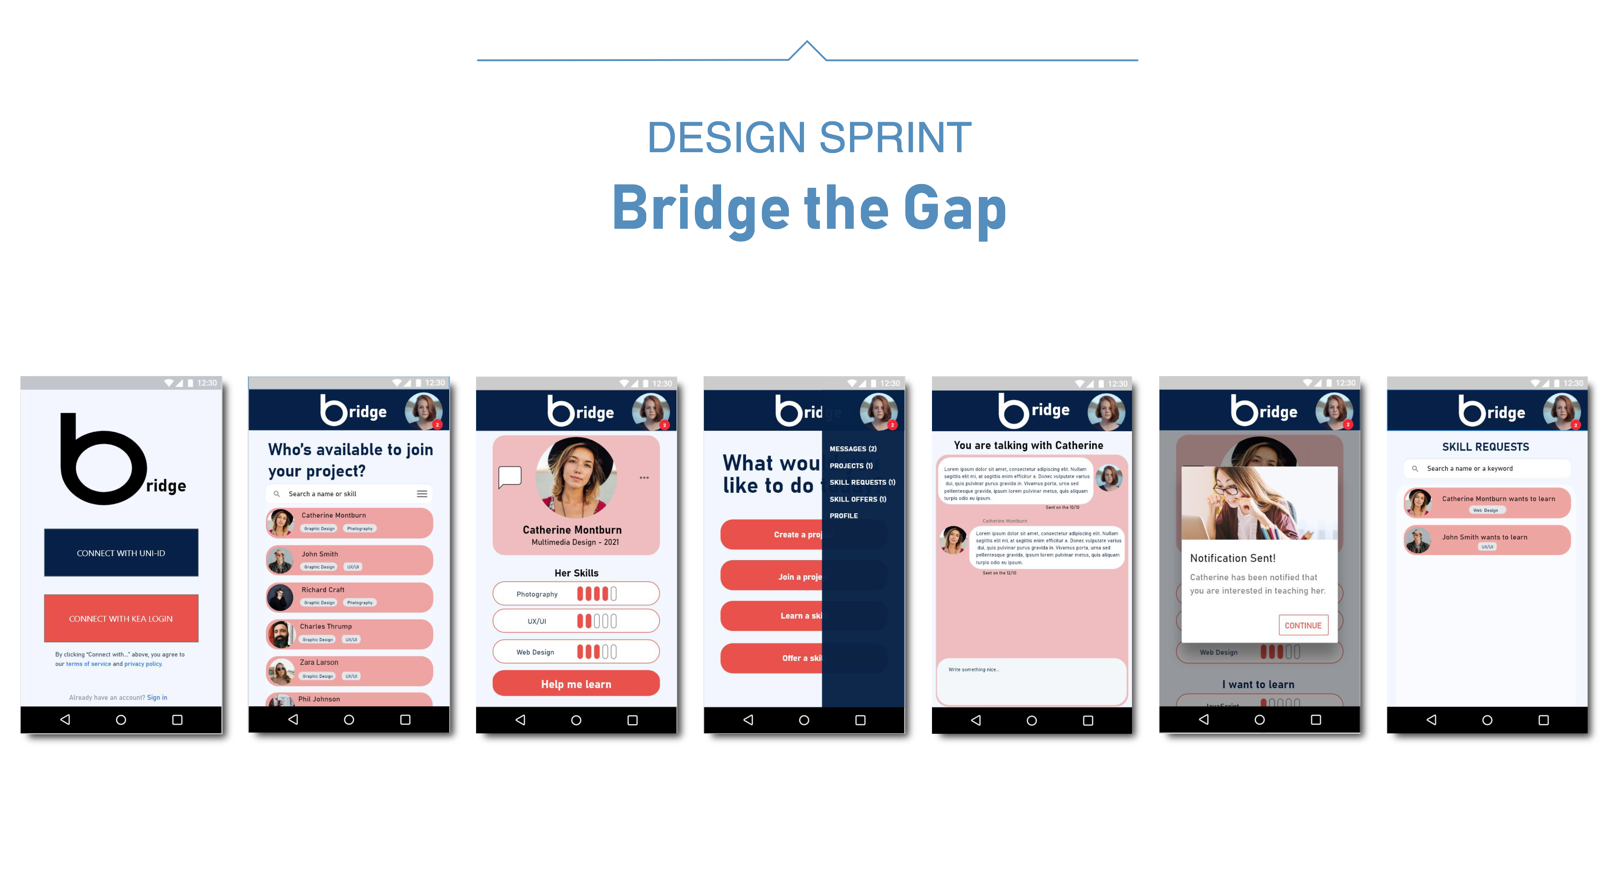 DESIGN SPRINT
Bridge the Gap
12:30
bridge
CONNECT WITH UNI-ID
CONNECT WITH KEA LOGIN
By clicking "Connect with..." above, you agree to
our terms of service and privacy policy.
Already have an account? Sign in
12:30
bridge
2
Who's available to join
your project?
Search a name or skill
Catherine Montburn
Graphic Design Photography
John Smith
Graphic Design UX/UI
Richard Craft
Graphic Design Photography
Charles Thrump
Graphic Design UX/UI
Zara Larson
Graphic Design UX/UI
Phil Johnson
12:30
bridge
2
Catherine Montburn
Multimedia Design - 2021
Her Skills
Photography
UX/UI
Web Design
Help me learn
12:30
brid
2
What wou
like to do
Create a proj
Join a proje
Learn a ski
Offer a skil
MESSAGES (2)
PROJECTS (1)
SKILL REQUESTS (1)
SKILL OFFERS (1)
PROFILE
12:30
bridge
You are talking with Catherine
Lorem ipsum dolor sit amet, consectetur adipiscing elit. Nullam
sagittis enim mi, at sagittis enim efficitur a. Donec vulputate varius
dui, quis pulvinar purus gravida in. Vivamus porta, urna sed
pellentesque gravida, ipsum lorem pulvinar metus, quis aliquam
turpis odio eu ipsum.
Sent on the 10/10
Catherine Montburn
Lorem ipsum dolor sit amet, consectetur adipiscing elit. Nullam
sagittis enim mi, at sagittis enim efficitur a. Donec vulputate varius
dui, quis pulvinar purus gravida in. Vivamus porta, urna sed
pellentesque gravida, ipsum lorem pulvinar metus, quis aliquam
turpis odio eu ipsum.
Sent on the 12/10
Write something nice...
12:30
bridge
2
Notification Sent!
Catherine has been notified that
you are interested in teaching her.
CONTINUE
Web Design
I want to learn
JavaScript
12:30
bridge
2
SKILL REQUESTS
Search a name or a keyword
Catherine Montburn wants to learn
Web Design
John Smith wants to learn
UX/UI